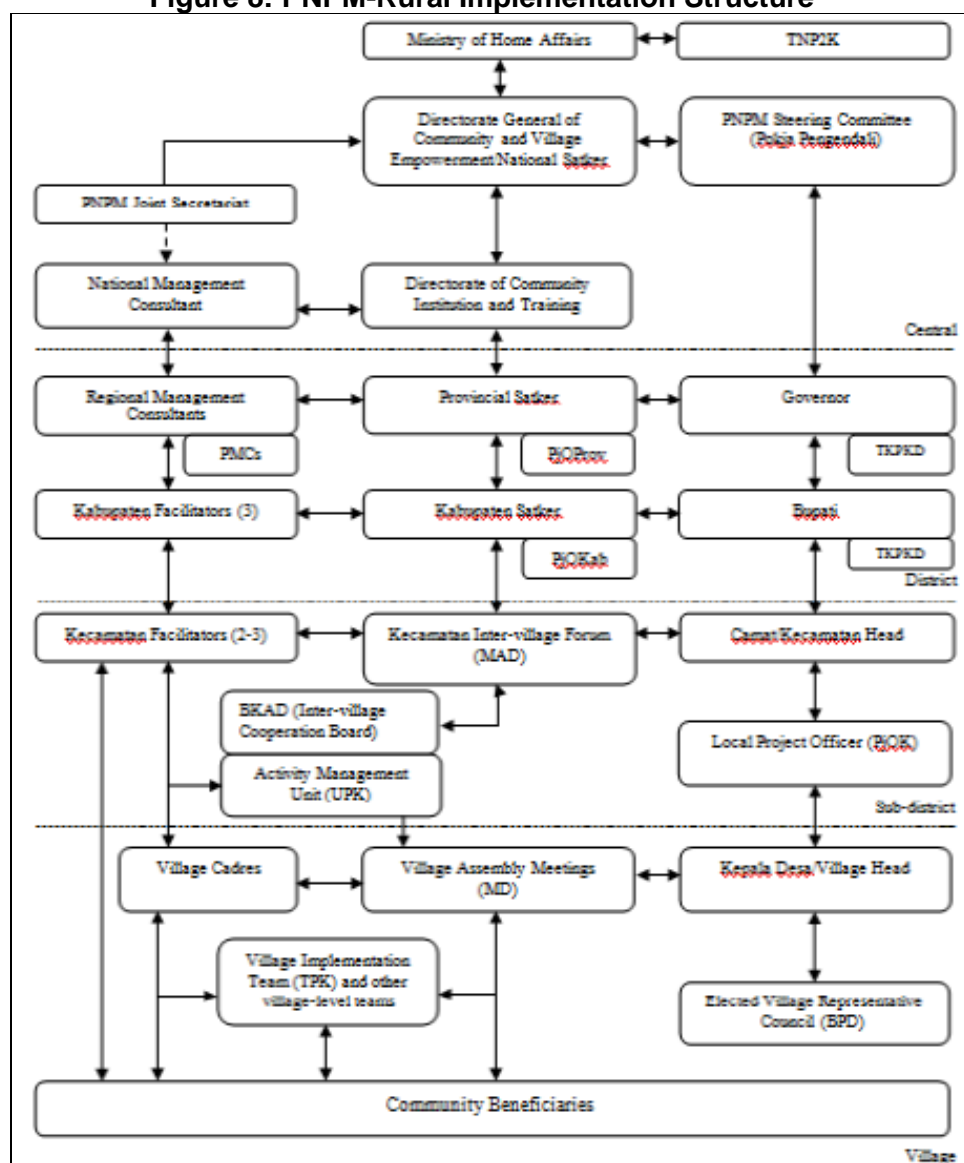 Figure 8. PNPM-Rural Implementation Structure
Ministry of Home Affairs
TNP2K
Directorate General of
Community and Village
Empowerment/National Satker
PNPM Steering Committee
(Pokja Pengendali)
PNPM Joint Secretariat
National Management
Consultant
Directorate of Community
Institution and Training
Central
Regional Management
Consultants
Provincial Satker
Governor
PMCs
PjOProv
TKPKD
Kabupaten Facilitators (3)
Kabupaten Satker
Bupati
PjOKab
TKPKD
District
Kecamatan Facilitators (2-3)
Kecamatan Inter-village Forum
(MAD)
Camat/Kecamatan Head
BKAD (Inter-village
Cooperation Board)
Local Project Officer (PjOK)
Activity Management
Unit (UPK)
Sub-district
Village Cadres
Village Assembly Meetings
(MD)
Kepala Desa/Village Head
Village Implementation
Team (TPK) and other
village-level teams
Elected Village Representative
Council (BPD)
Community Beneficiaries
Village